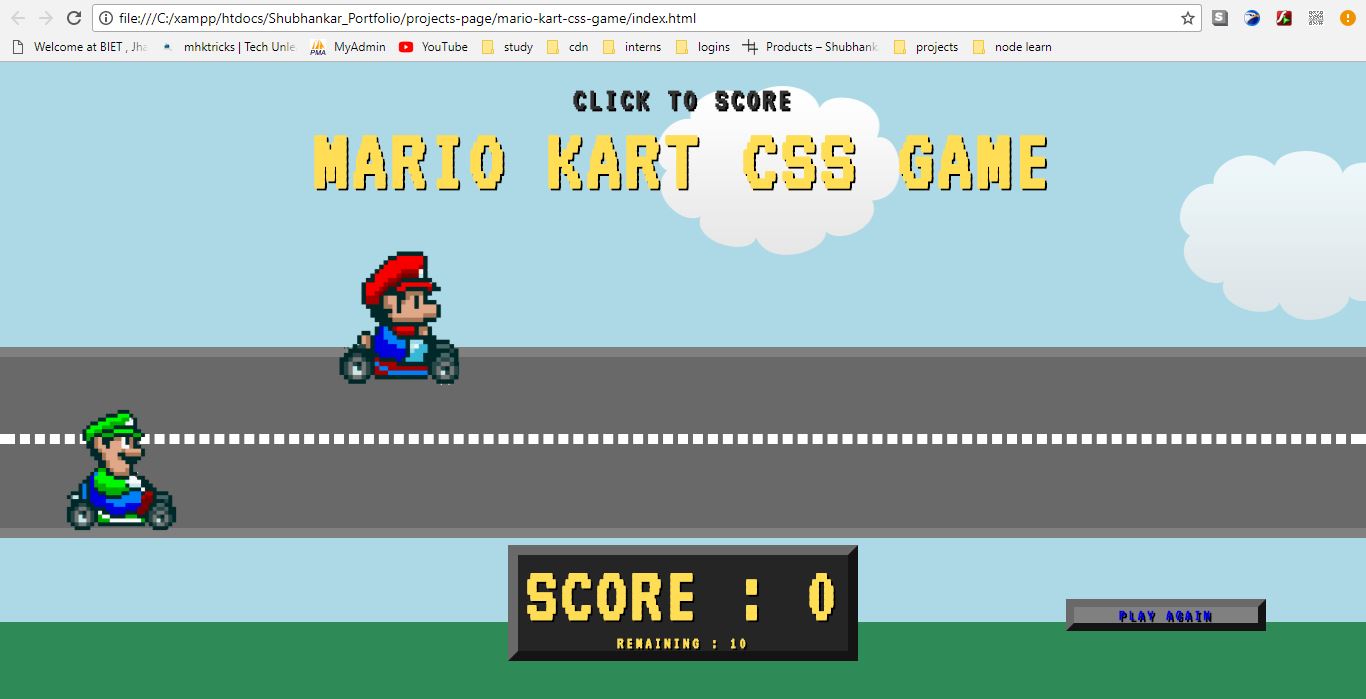 file:///C:/xampp/htdocs/Shubhankar_Portfolio/projects-page/mario-kart-css-game/index.html
Welcome at BIET , Jha mhktricks | Tech Unle MyAdmin YouTube study cdn interns logins Products – Shubhank projects node learn
CLICK TO SCORE
MARIO KART CSS GAME
SCORE : 0
REMAINING : 10
PLAY AGAIN